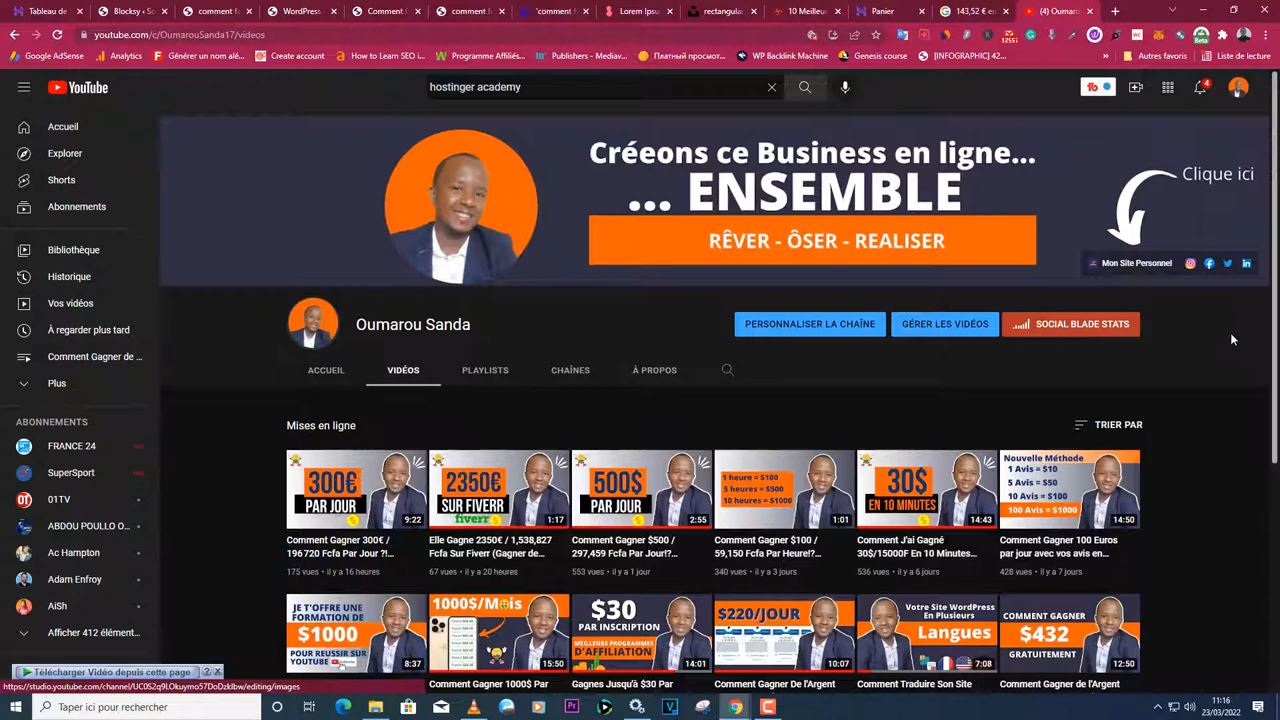 Tableau de
Blocksy
comment fa
WordPress
Comment C
comment fo
"comment f
Lorem Ipsu
rectangular
10 Meilleur
Panier
143,52 € en
(4) Oumaro
youtube.com/c/OumarouSanda17/videos
Google AdSense
Analytics
Générer un nom al...
Create account
How to Learn SEO i...
Programme Affiliés...
Publishers - Mediav...
Платный просмот...
WP Backlink Machine
Genesis course
[INFOGRAPHIC] 42...
Autres favoris
Liste de lecture
YouTube
hostinger academy
4
Accueil
Explorer
Shorts
Abonnements
Bibliothèque
Historique
Vos vidéos
À regarder plus tard
Comment Gagner de ...
Plus
ABONNEMENTS
FRANCE 24
SuperSport
01TV
ABDOU POULLO O...
Ac Hampton
Adam Enfroy
AiSh
Afficher 412 élément...
Créeons ce Business en ligne...
... ENSEMBLE
RÊVER - ÔSER - REALISER
Clique ici
Mon Site Personnel
Oumarou Sanda
PERSONNALISER LA CHAÎNE
GÉRER LES VIDÉOS
SOCIAL BLADE STATS
ACCUEIL
VIDÉOS
PLAYLISTS
CHAÎNES
À PROPOS
Mises en ligne
TRIER PAR
300€
PAR JOUR
9:22
Comment Gagner 300€ /
196720 Fcfa Par Jour ?!...
175 vues • il y a 16 heures
2350€
SUR FIVERR
fiverr
1:17
Elle Gagne 2350€ / 1,538,827
Fcfa Sur Fiverr (Gagner de...
67 vues • il y a 20 heures
500$
PAR JOUR
2:55
Comment Gagner $500 /
297,459 Fcfa Par Jour!?...
553 vues • il y a 1 jour
1 heure = $100
5 heures = $500
10 heures = $1000
1:01
Comment Gagner $100 /
59,150 Fcfa Par Heure!?...
340 vues • il y a 3 jours
30$
EN 10 MINUTES
14:43
Comment J'ai Gagné
30$/15000F En 10 Minutes...
536 vues • il y a 6 jours
Nouvelle Méthode
1 Avis = $10
5 Avis = $50
10 Avis = $100
100 Avis = $1000
14:50
Comment Gagner 100 Euros
par jour avec vos avis en...
428 vues • il y a 7 jours
JE T'OFFRE UNE
FORMATION DE
$1000
POUR REUSSIR SUR
YOUTUBE
8:37
1000$/Mois
15:50
Comment Gagner 1000$ Par
$30
PAR INSCRIPTION
MEILLEURS PROGRAMMES
D'AFFILIATION
14:01
Gagnes Jusqu'à $30 Par
$220/JOUR
10:07
Comment Gagner De l'Argent
Votre Site WordPress
En Plusieurs
Langues
7:08
Comment Traduire Son Site
COMMENT GAGNER
$432
GRATUITEMENT
12:50
Comment Gagner de l'Argent
Télécharger Vidéo depuis cette page
? X
https://studio.youtube.com/channel/UC0S2q9LOkuymo57DoDzkIbw/editing/images
Taper ici pour rechercher
11:16
23/03/2022